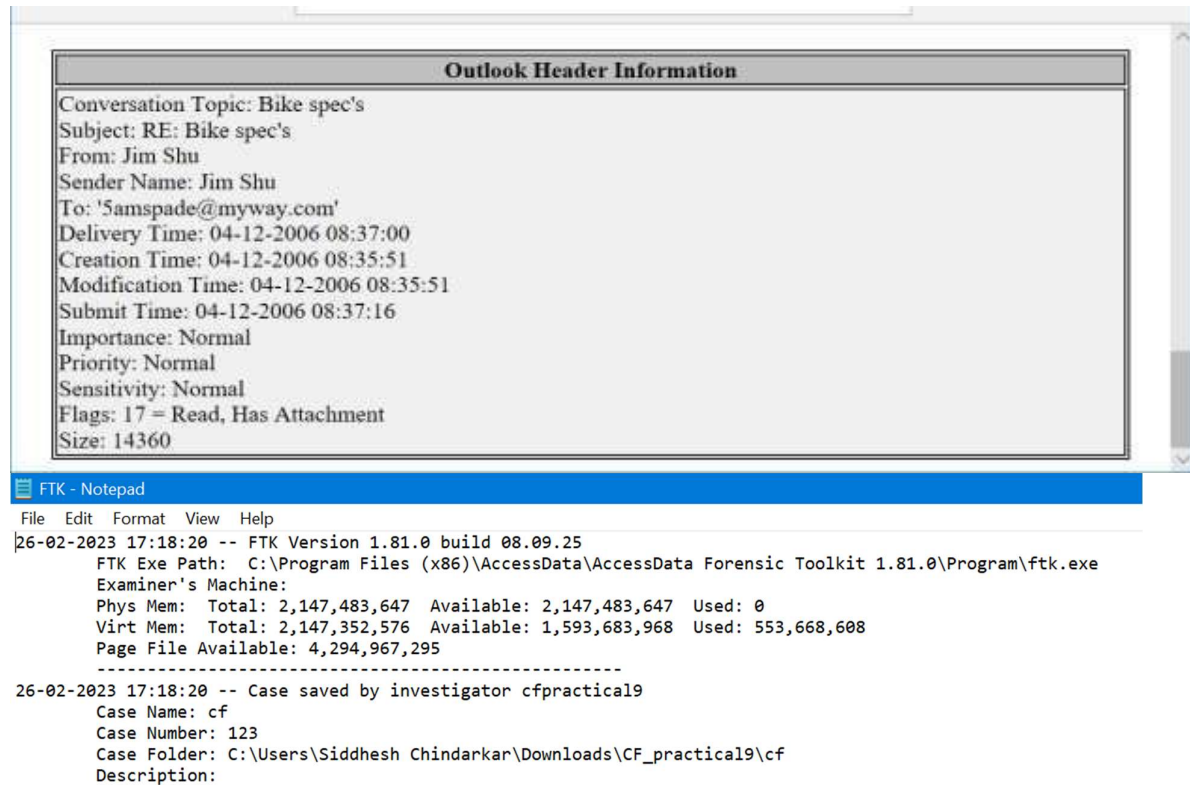 Outlook Header Information
Conversation Topic: Bike spec's
Subject: RE: Bike spec's
From: Jim Shu
Sender Name: Jim Shu
To: '5amspade@myway.com'
Delivery Time: 04-12-2006 08:37:00
Creation Time: 04-12-2006 08:35:51
Modification Time: 04-12-2006 08:35:51
Submit Time: 04-12-2006 08:37:16
Importance: Normal
Priority: Normal
Sensitivity: Normal
Flags: 17 = Read, Has Attachment
Size: 14360
FTK - Notepad
File Edit Format View Help
26-02-2023 17:18:20 -- FTK Version 1.81.0 build 08.09.25
FTK Exe Path: C:\Program Files (x86)\AccessData\AccessData Forensic Toolkit 1.81.0\Program\ftk.exe
Examiner's Machine:
Phys Mem: Total: 2,147,483,647 Available: 2,147,483,647 Used: 0
Virt Mem: Total: 2,147,352,576 Available: 1,593,683,968 Used: 553,668,608
Page File Available: 4,294,967,295
----------------------------------------------------
26-02-2023 17:18:20 -- Case saved by investigator cfpractical9
Case Name: cf
Case Number: 123
Case Folder: C:\Users\Siddhesh Chindarkar\Downloads\CF_practical9\cf
Description: